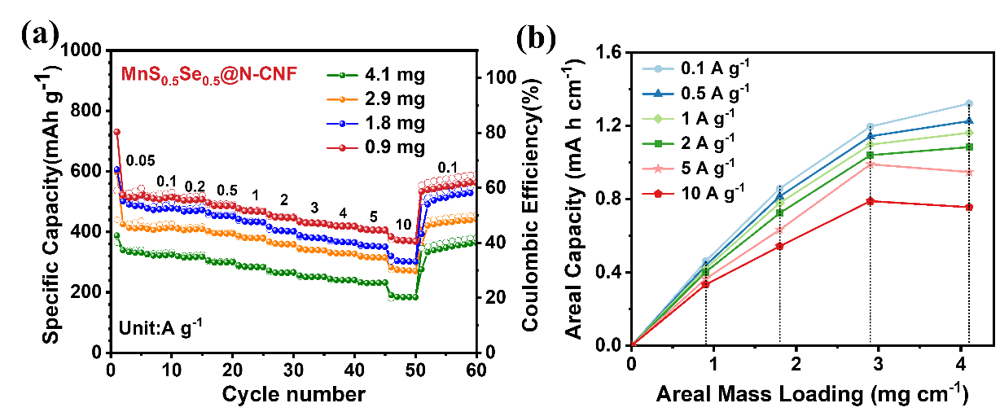 (a)
Specific Capacity(mAh g⁻¹)
1000
800
600
400
200
0
MnS₀.₅Se₀.₅@N-CNF
4.1 mg
2.9 mg
1.8 mg
0.9 mg
0.05
0.1
0.2
0.5
1
2
3
4
5
10
0.1
Unit:A g⁻¹
0 10 20 30 40 50 60
Cycle number
100
80
60
40
20
0
Coulombic Efficiency(%)
(b)
Areal Capacity (mA h cm⁻¹)
1.6
1.2
0.8
0.4
0.0
0.1 A g⁻¹
0.5 A g⁻¹
1 A g⁻¹
2 A g⁻¹
5 A g⁻¹
10 A g⁻¹
0 1 2 3 4
Areal Mass Loading (mg cm⁻¹)